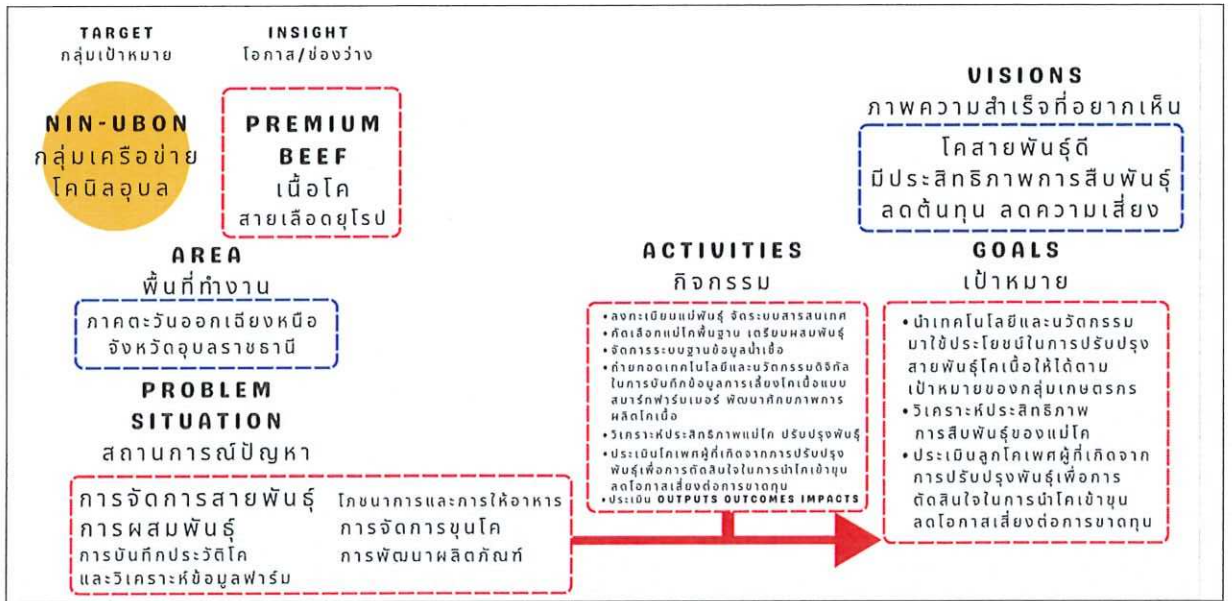 TARGET
กลุ่มเป้าหมาย
NIN-UBON
กลุ่มเครือข่าย
โคนิลอุบล
INSIGHT
โอกาส/ช่องว่าง
PREMIUM
BEEF
เนื้อโค
สายเลือดยุโรป
AREA
พื้นที่ทำงาน
ภาคตะวันออกเฉียงเหนือ
จังหวัดอุบลราชธานี
PROBLEM
SITUATION
สถานการณ์ปัญหา
การจัดการสายพันธุ์
การผสมพันธุ์
การบันทึกประวัติโค
และวิเคราะห์ข้อมูลฟาร์ม
โภชนาการและการให้อาหาร
การจัดการขุนโค
การพัฒนาผลิตภัณฑ์
ACTIVITIES
กิจกรรม
•ลงทะเบียนแม่พันธุ์ จัดระบบสารสนเทศ
•คัดเลือกแม่โคพื้นฐาน เตรียมผสมพันธุ์
•จัดการระบบฐานข้อมูลน้ำเชื้อ
•ถ่ายทอดเทคโนโลยีและนวัตกรรมดิจิทัล
ในการบันทึกข้อมูลการเลี้ยงโคเนื้อแบบ
สมาร์ทฟาร์มเมอร์ พัฒนาศักยภาพการ
ผลิตโคเนื้อ
•วิเคราะห์ประสิทธิภาพแม่โค ปรับปรุงพันธุ์
•ประเมินโคเพศผู้ที่เกิดจากการปรับปรุง
พันธุ์เพื่อการตัดสินใจในการนำโคเข้าขุน
ลดโอกาสเสี่ยงต่อการขาดทุน
•ประเมิน OUTPUTS OUTCOMES IMPACTS
VISIONS
ภาพความสำเร็จที่อยากเห็น
โคสายพันธุ์ดี
มีประสิทธิภาพการสืบพันธุ์
ลดต้นทุน ลดความเสี่ยง
GOALS
เป้าหมาย
•นำเทคโนโลยีและนวัตกรรม
มาใช้ประโยชน์ในการปรับปรุง
สายพันธุ์โคเนื้อให้ได้ตาม
เป้าหมายของกลุ่มเกษตรกร
•วิเคราะห์ประสิทธิภาพ
การสืบพันธุ์ของแม่โค
•ประเมินลูกโคเพศผู้ที่เกิดจาก
การปรับปรุงพันธุ์เพื่อการ
ตัดสินใจในการนำโคเข้าขุน
ลดโอกาสเสี่ยงต่อการขาดทุน